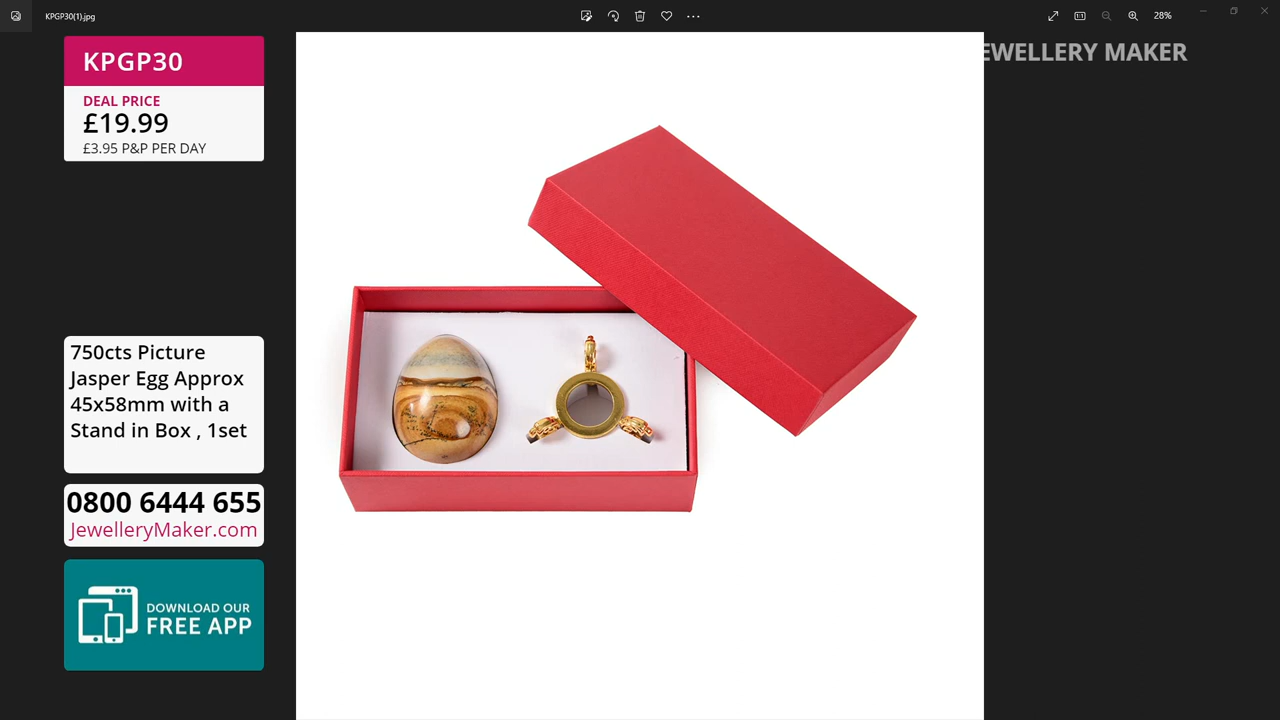 KPGP30(1).jpg
28%
KPGP30
DEAL PRICE
£19.99
£3.95 P&P PER DAY
EWELLERY MAKER
750cts Picture
Jasper Egg Approx
45x58mm with a
Stand in Box , 1set
0800 6444 655
JewelleryMaker.com
DOWNLOAD OUR
FREE APP